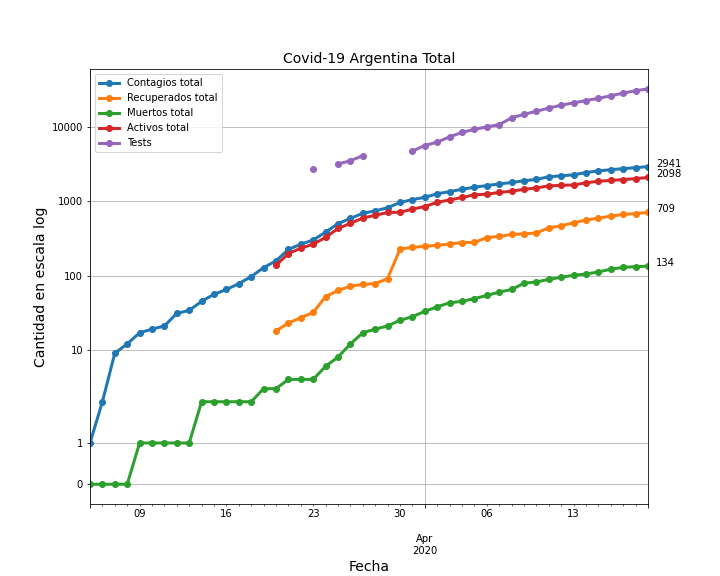 Covid-19 Argentina Total
Contagios total
Recuperados total
Muertos total
Activos total
Tests
Cantidad en escala log
10000
1000
100
10
1
0
2941
2098
709
134
09 16 23 30 06 13
Apr
2020
Fecha